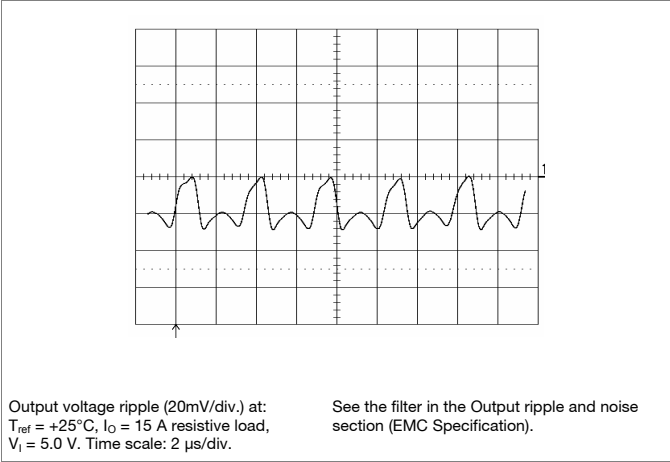 1
Output voltage ripple (20mV/div.) at:
Tref = +25°C, IO = 15 A resistive load,
VI = 5.0 V. Time scale: 2 µs/div.
See the filter in the Output ripple and noise
section (EMC Specification).